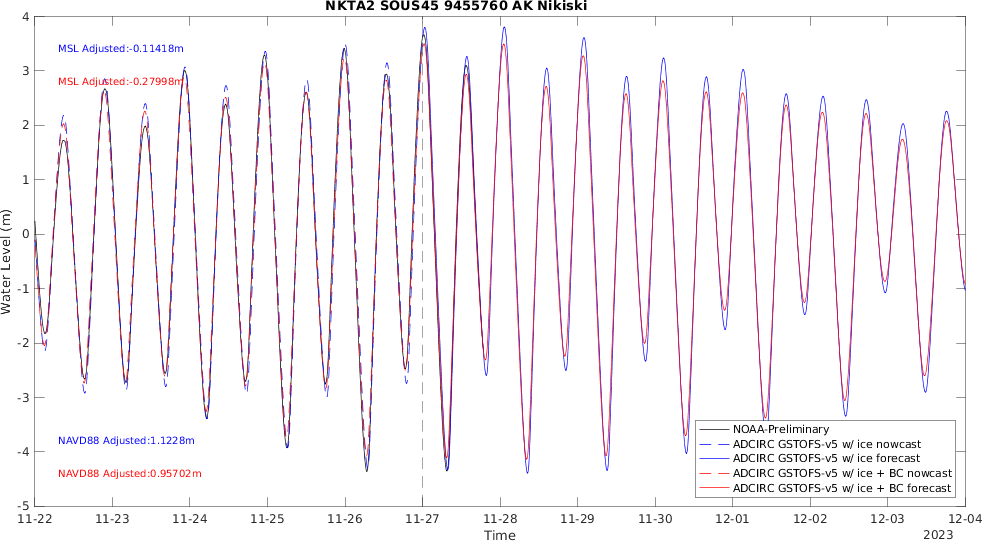 NKTA2 SOUS45 9455760 AK Nikiski
MSL Adjusted:-0.11418m
MSL Adjusted:-0.27998m
NAVD88 Adjusted:1.1228m
NAVD88 Adjusted:0.95702m
Water Level (m)
4
3
2
1
0
-1
-2
-3
-4
-5
NOAA-Preliminary
ADCIRC GSTOFS-v5 w/ ice nowcast
ADCIRC GSTOFS-v5 w/ ice forecast
ADCIRC GSTOFS-v5 w/ ice + BC nowcast
ADCIRC GSTOFS-v5 w/ ice + BC forecast
11-22 11-23 11-24 11-25 11-26 11-27 11-28 11-29 11-30 12-01 12-02 12-03 12-04
Time
2023